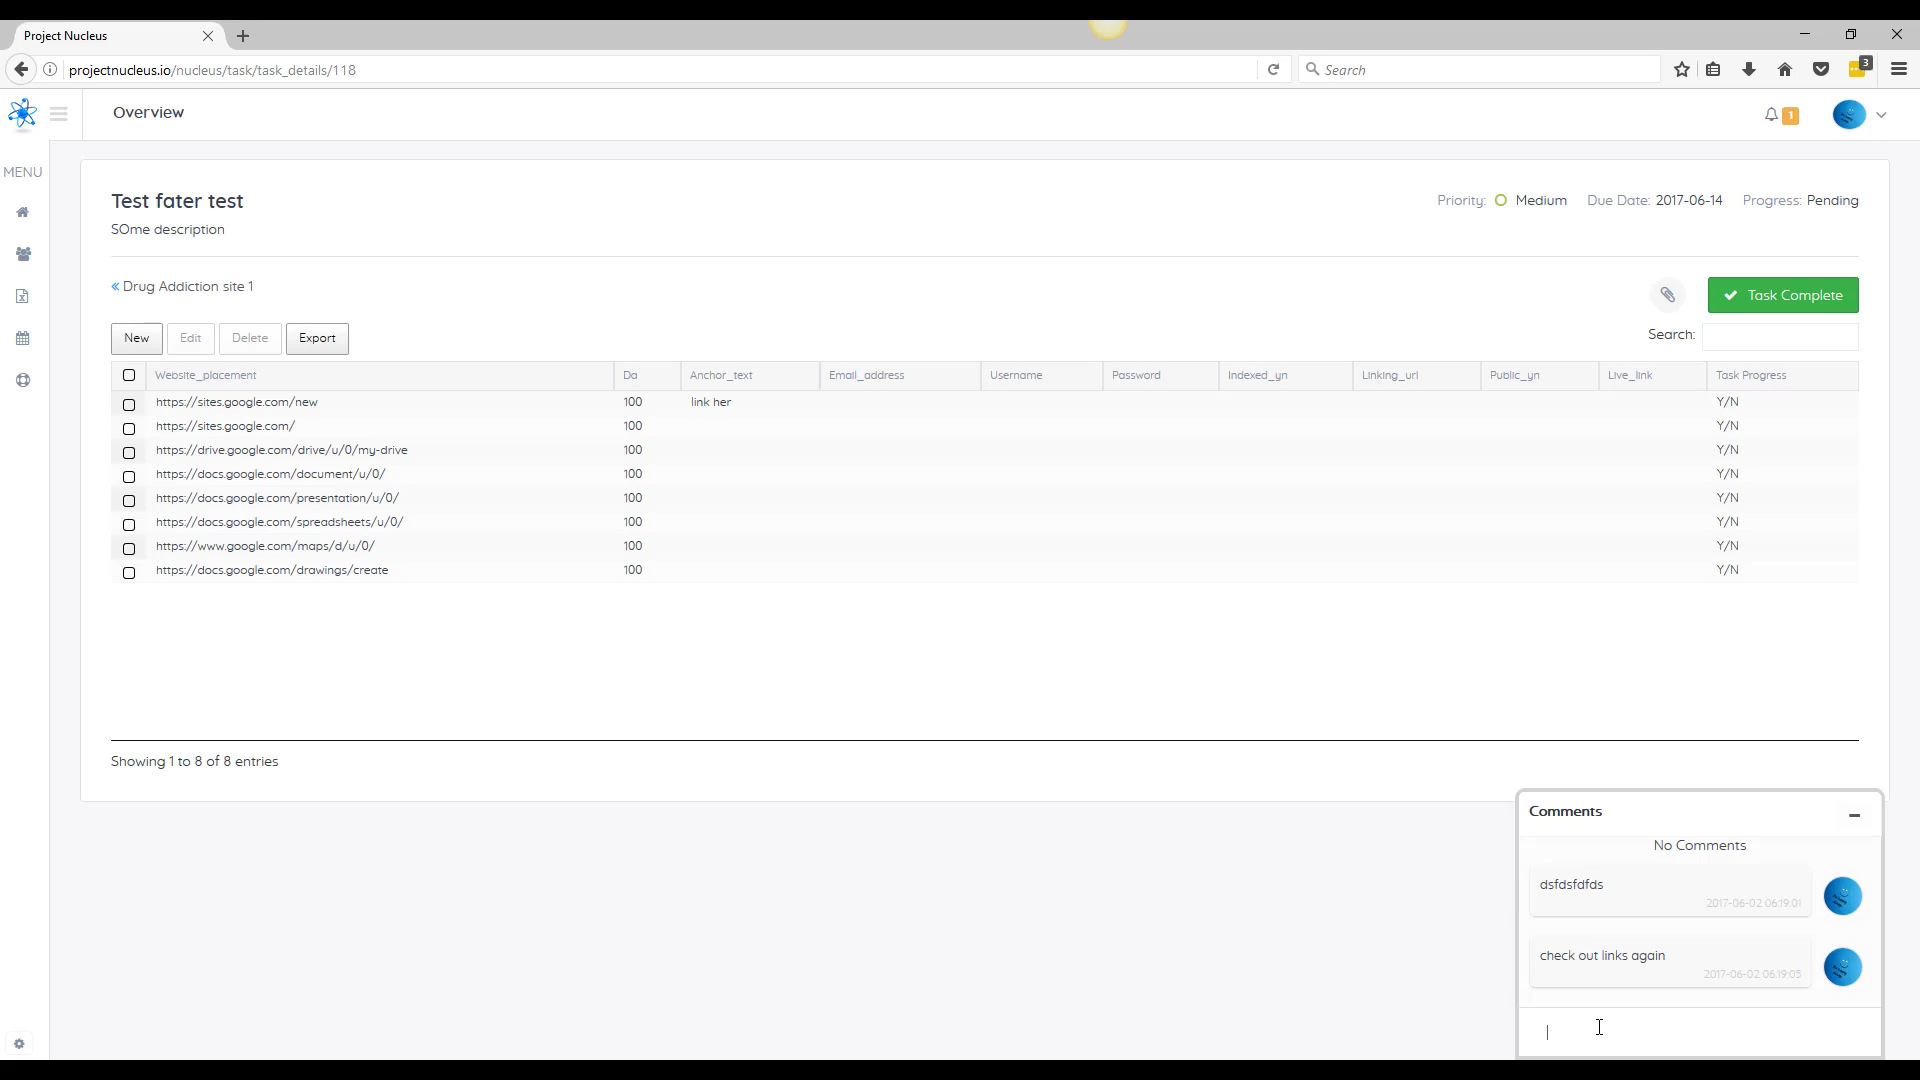 Project Nucleus
projectnucleus.io/nucleus/task/task_details/118
Search
3
Overview
1
MENU
Test fater test
Priority: Medium Due Date: 2017-06-14 Progress: Pending
SOme description
« Drug Addiction site 1
Task Complete
New Edit Delete Export
Search:
Website_placement Da Anchor_text Email_address Username Password Indexed_yn Linking_url Public_yn Live_link Task Progress
https://sites.google.com/new 100 link her Y/N
https://sites.google.com/ 100 Y/N
https://drive.google.com/drive/u/0/my-drive 100 Y/N
https://docs.google.com/document/u/0/ 100 Y/N
https://docs.google.com/presentation/u/0/ 100 Y/N
https://docs.google.com/spreadsheets/u/0/ 100 Y/N
https://www.google.com/maps/d/u/0/ 100 Y/N
https://docs.google.com/drawings/create 100 Y/N
Showing 1 to 8 of 8 entries
Comments
No Comments
dsfdsfdfds
2017-06-02 06:19:01
check out links again
2017-06-02 06:19:05